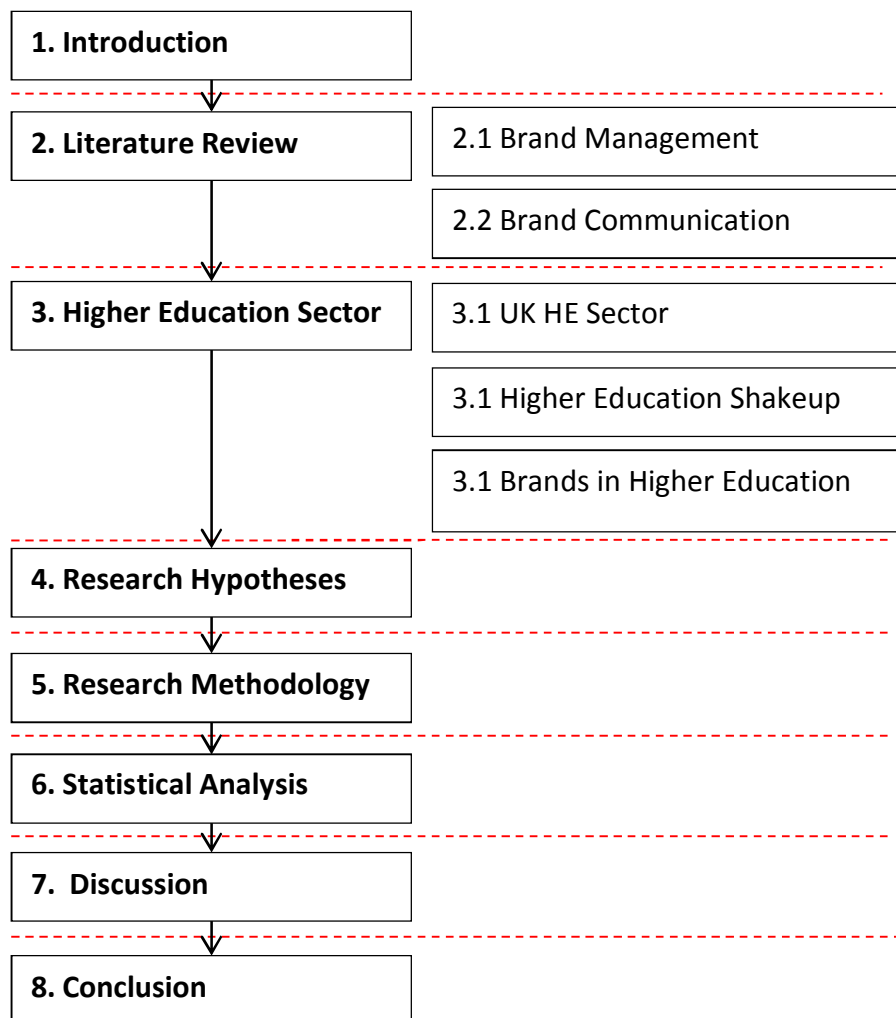 1. Introduction
2. Literature Review
2.1 Brand Management
2.2 Brand Communication
3. Higher Education Sector
3.1 UK HE Sector
3.1 Higher Education Shakeup
3.1 Brands in Higher Education
4. Research Hypotheses
5. Research Methodology
6. Statistical Analysis
7. Discussion
8. Conclusion